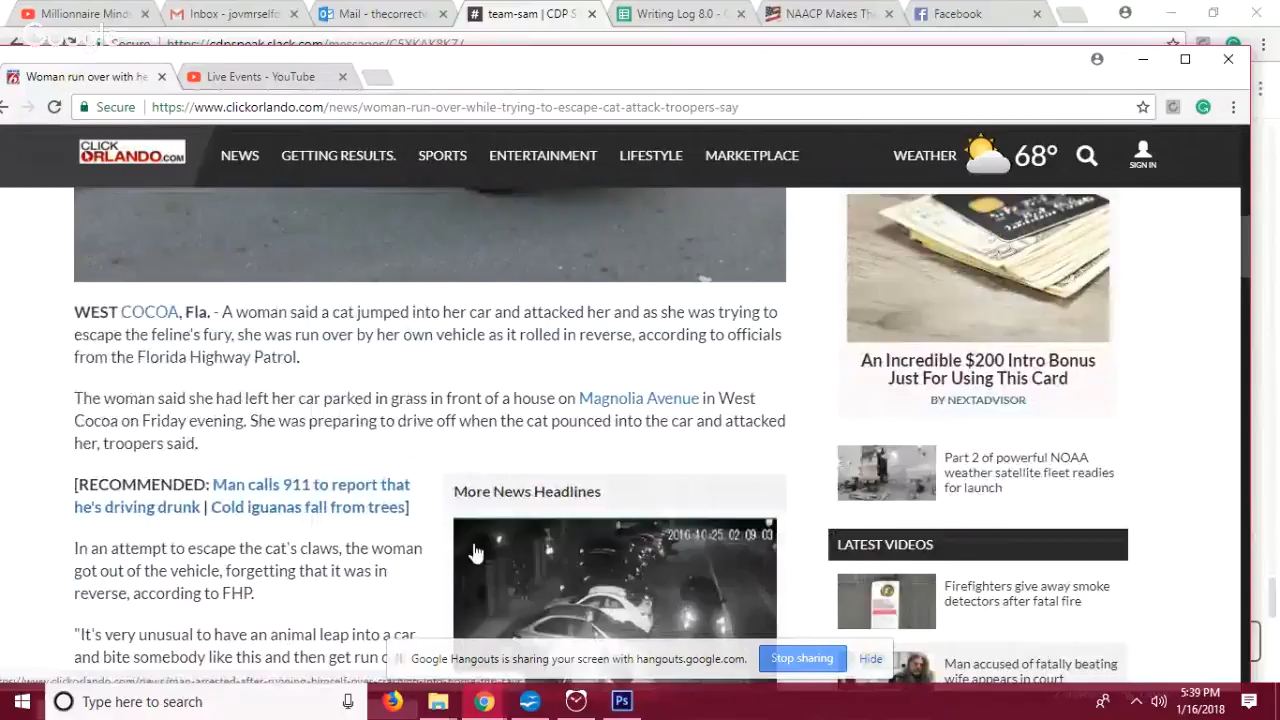 Millionaire Minds
Inbox - jovmrself
Mail - thecorrectv
team-sam | CDP S
Writing Log 8.0 -
NAACP Makes The
Facebook
Google
Secure
https://cdpspeak.slack.com/messages/C5YKAK8KZ/
Woman run over with he
Live Events - YouTube
Secure
https://www.clickorlando.com/news/woman-run-over-while-trying-to-escape-cat-attack-troopers-say
CLICK
ORLANDO.COM
NEWS
GETTING RESULTS.
SPORTS
ENTERTAINMENT
LIFESTYLE
MARKETPLACE
WEATHER
68°
SIGN IN
WEST COCOA, Fla. - A woman said a cat jumped into her car and attacked her and as she was trying to
escape the feline's fury, she was run over by her own vehicle as it rolled in reverse, according to officials
from the Florida Highway Patrol.
The woman said she had left her car parked in grass in front of a house on Magnolia Avenue in West
Cocoa on Friday evening. She was preparing to drive off when the cat pounced into the car and attacked
her, troopers said.
[RECOMMENDED: Man calls 911 to report that
he's driving drunk | Cold iguanas fall from trees]
In an attempt to escape the cat's claws, the woman
got out of the vehicle, forgetting that it was in
reverse, according to FHP.
"It's very unusual to have an animal leap into a car
and bite somebody like this and then get run o
More News Headlines
2016-10-25 02:09:03
An Incredible $200 Intro Bonus
Just For Using This Card
BY NEXTADVISOR
Part 2 of powerful NOAA
weather satellite fleet readies
for launch
LATEST VIDEOS
Firefighters give away smoke
detectors after fatal fire
Man accused of fatally beating
wife appears in court
Google Hangouts is sharing your screen with hangouts.google.com.
Stop sharing
Hide
Type here to search
5:39 PM
1/16/2018